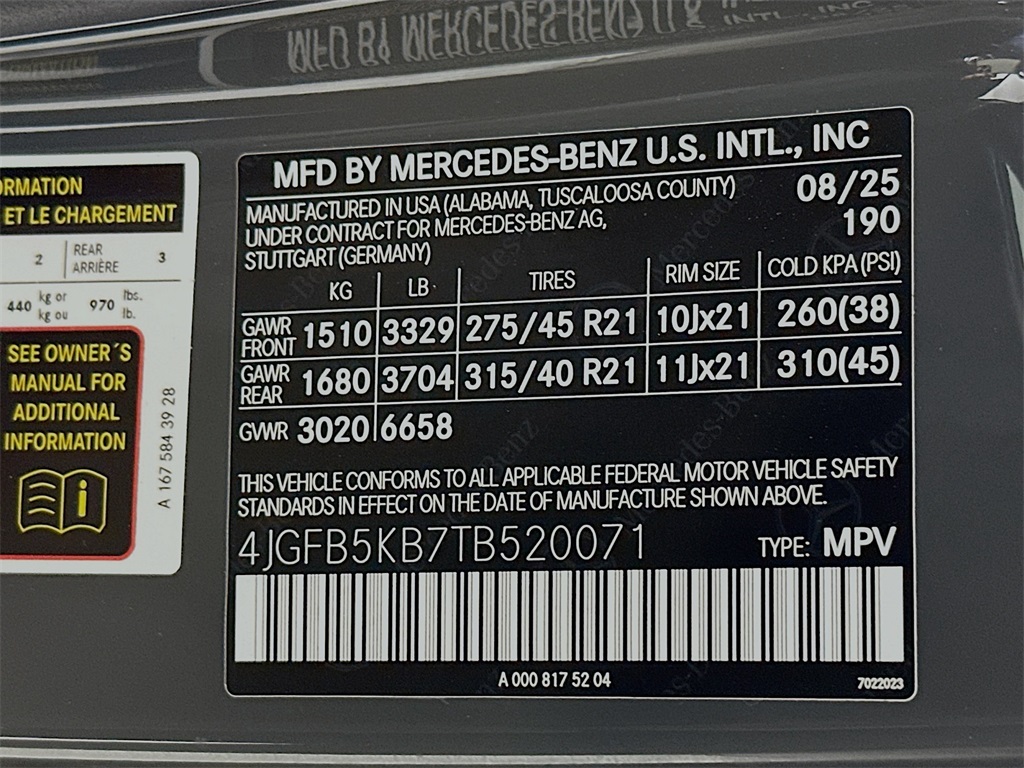 MFD BY MERCEDES-BENZ U.S. INTL., INC
MANUFACTURED IN USA (ALABAMA, TUSCALOOSA COUNTY) 08/25
UNDER CONTRACT FOR MERCEDES-BENZ AG, 190
STUTTGART (GERMANY)
KG LB TIRES RIM SIZE COLD KPA (PSI)
GAWR FRONT 1510 3329 275/45 R21 10Jx21 260(38)
GAWR REAR 1680 3704 315/40 R21 11Jx21 310(45)
GVWR 3020 6658
THIS VEHICLE CONFORMS TO ALL APPLICABLE FEDERAL MOTOR VEHICLE SAFETY
STANDARDS IN EFFECT ON THE DATE OF MANUFACTURE SHOWN ABOVE.
4JGFB5KB7TB520071 TYPE: MPV
A 000 817 52 04 7022023
ET LE CHARGEMENT
2 REAR ARRIÈRE 3
440 kg or kg ou 970 lbs. lb.
SEE OWNER´S
MANUAL FOR
ADDITIONAL
INFORMATION
A 167 584 39 28